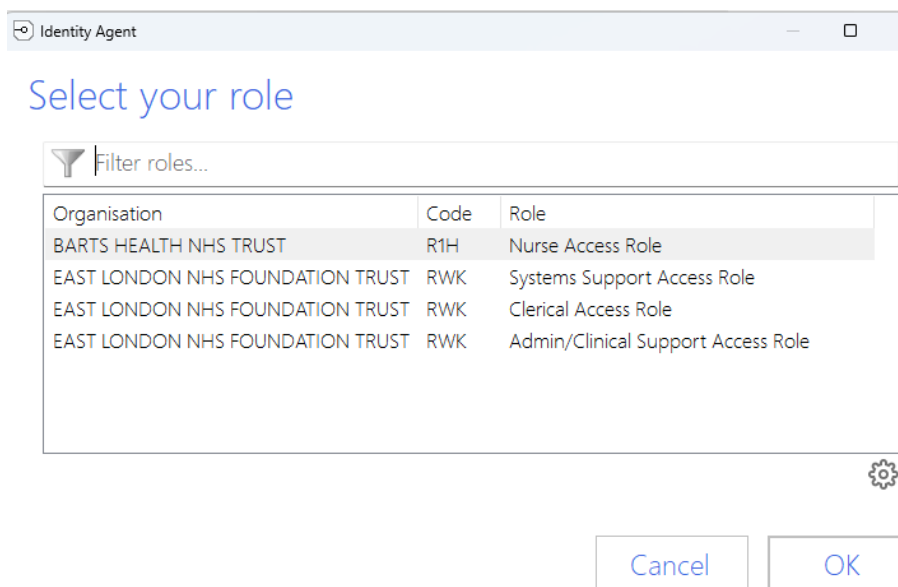 Identity Agent
Select your role
Filter roles...
Organisation Code Role
BARTS HEALTH NHS TRUST R1H Nurse Access Role
EAST LONDON NHS FOUNDATION TRUST RWK Systems Support Access Role
EAST LONDON NHS FOUNDATION TRUST RWK Clerical Access Role
EAST LONDON NHS FOUNDATION TRUST RWK Admin/Clinical Support Access Role
Cancel OK